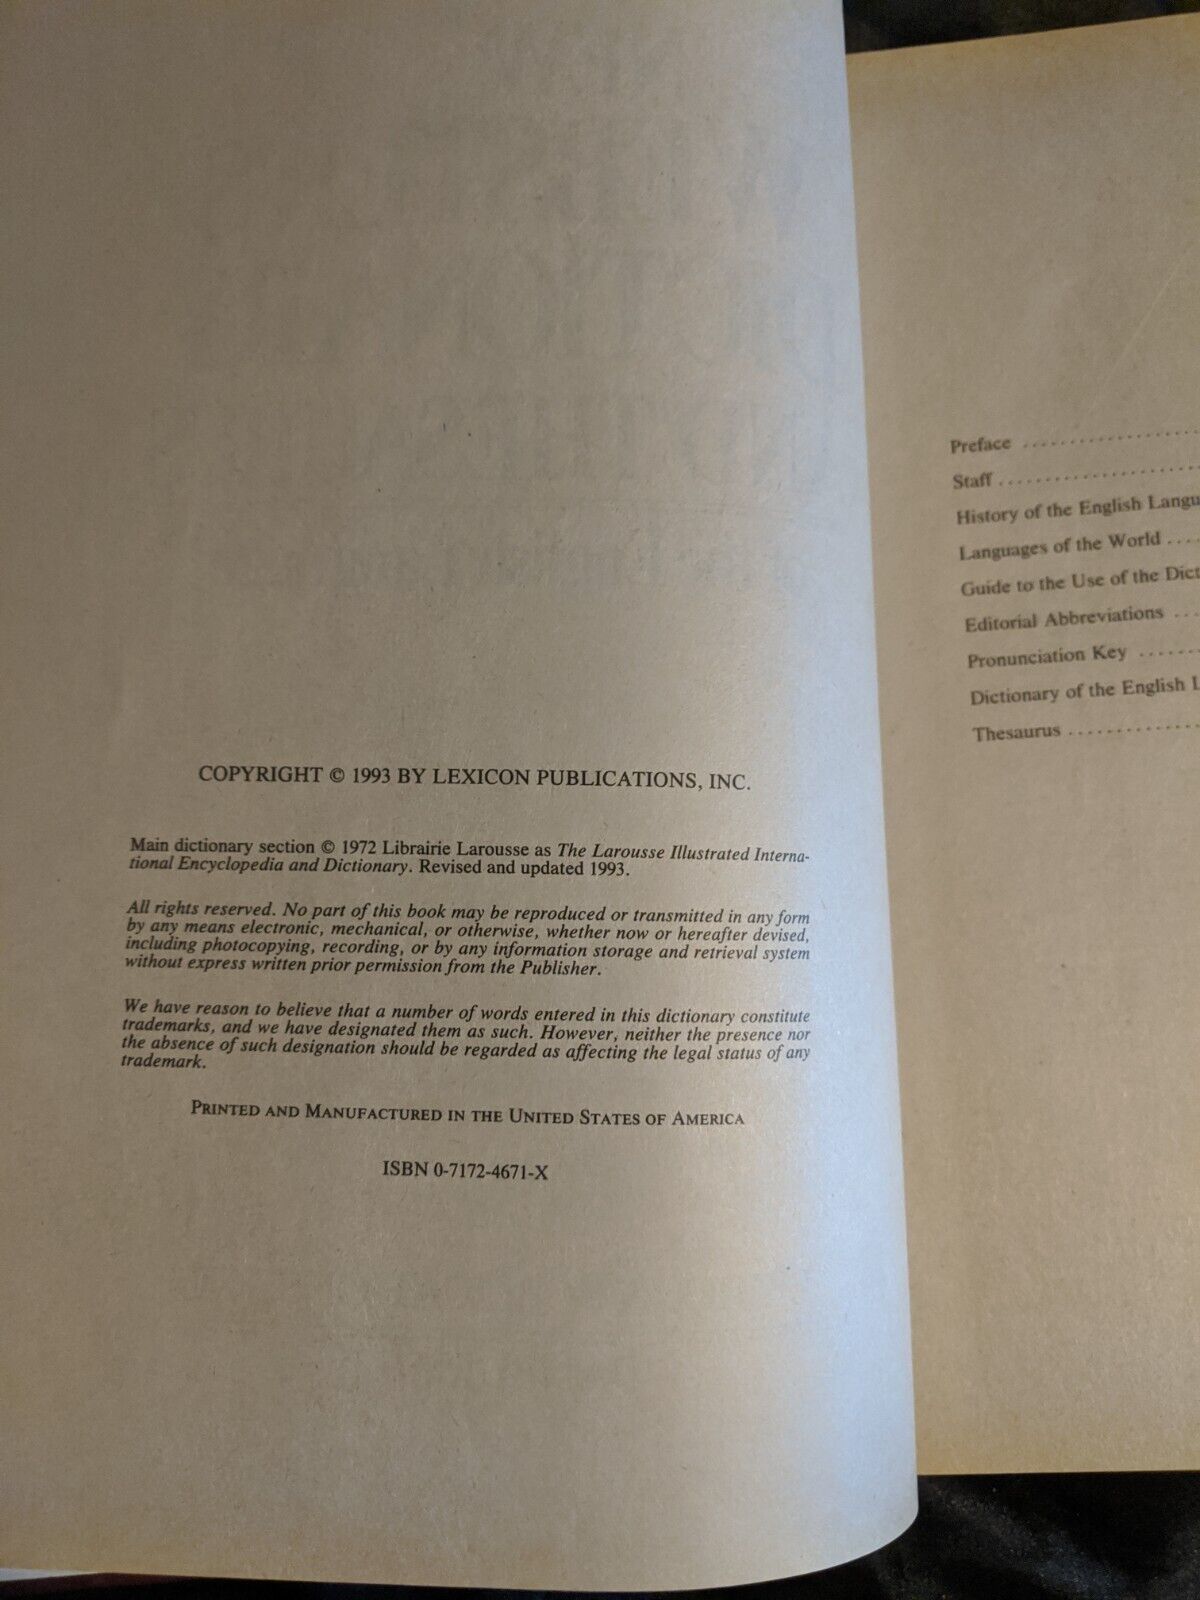 COPYRIGHT © 1993 BY LEXICON PUBLICATIONS, INC.
Main dictionary section © 1972 Librairie Larousse as The Larousse Illustrated Interna-
tional Encyclopedia and Dictionary. Revised and updated 1993.
All rights reserved. No part of this book may be reproduced or transmitted in any form
by any means electronic, mechanical, or otherwise, whether now or hereafter devised,
including photocopying, recording, or by any information storage and retrieval system
without express written prior permission from the Publisher.
We have reason to believe that a number of words entered in this dictionary constitute
trademarks, and we have designated them as such. However, neither the presence nor
the absence of such designation should be regarded as affecting the legal status of any
trademark.
PRINTED AND MANUFACTURED IN THE UNITED STATES OF AMERICA
ISBN 0-7172-4671-X
Preface ....................
Staff ......................
History of the English Langu
Languages of the World ....
Guide to the Use of the Dict
Editorial Abbreviations ...
Pronunciation Key .......
Dictionary of the English L
Thesaurus ...............